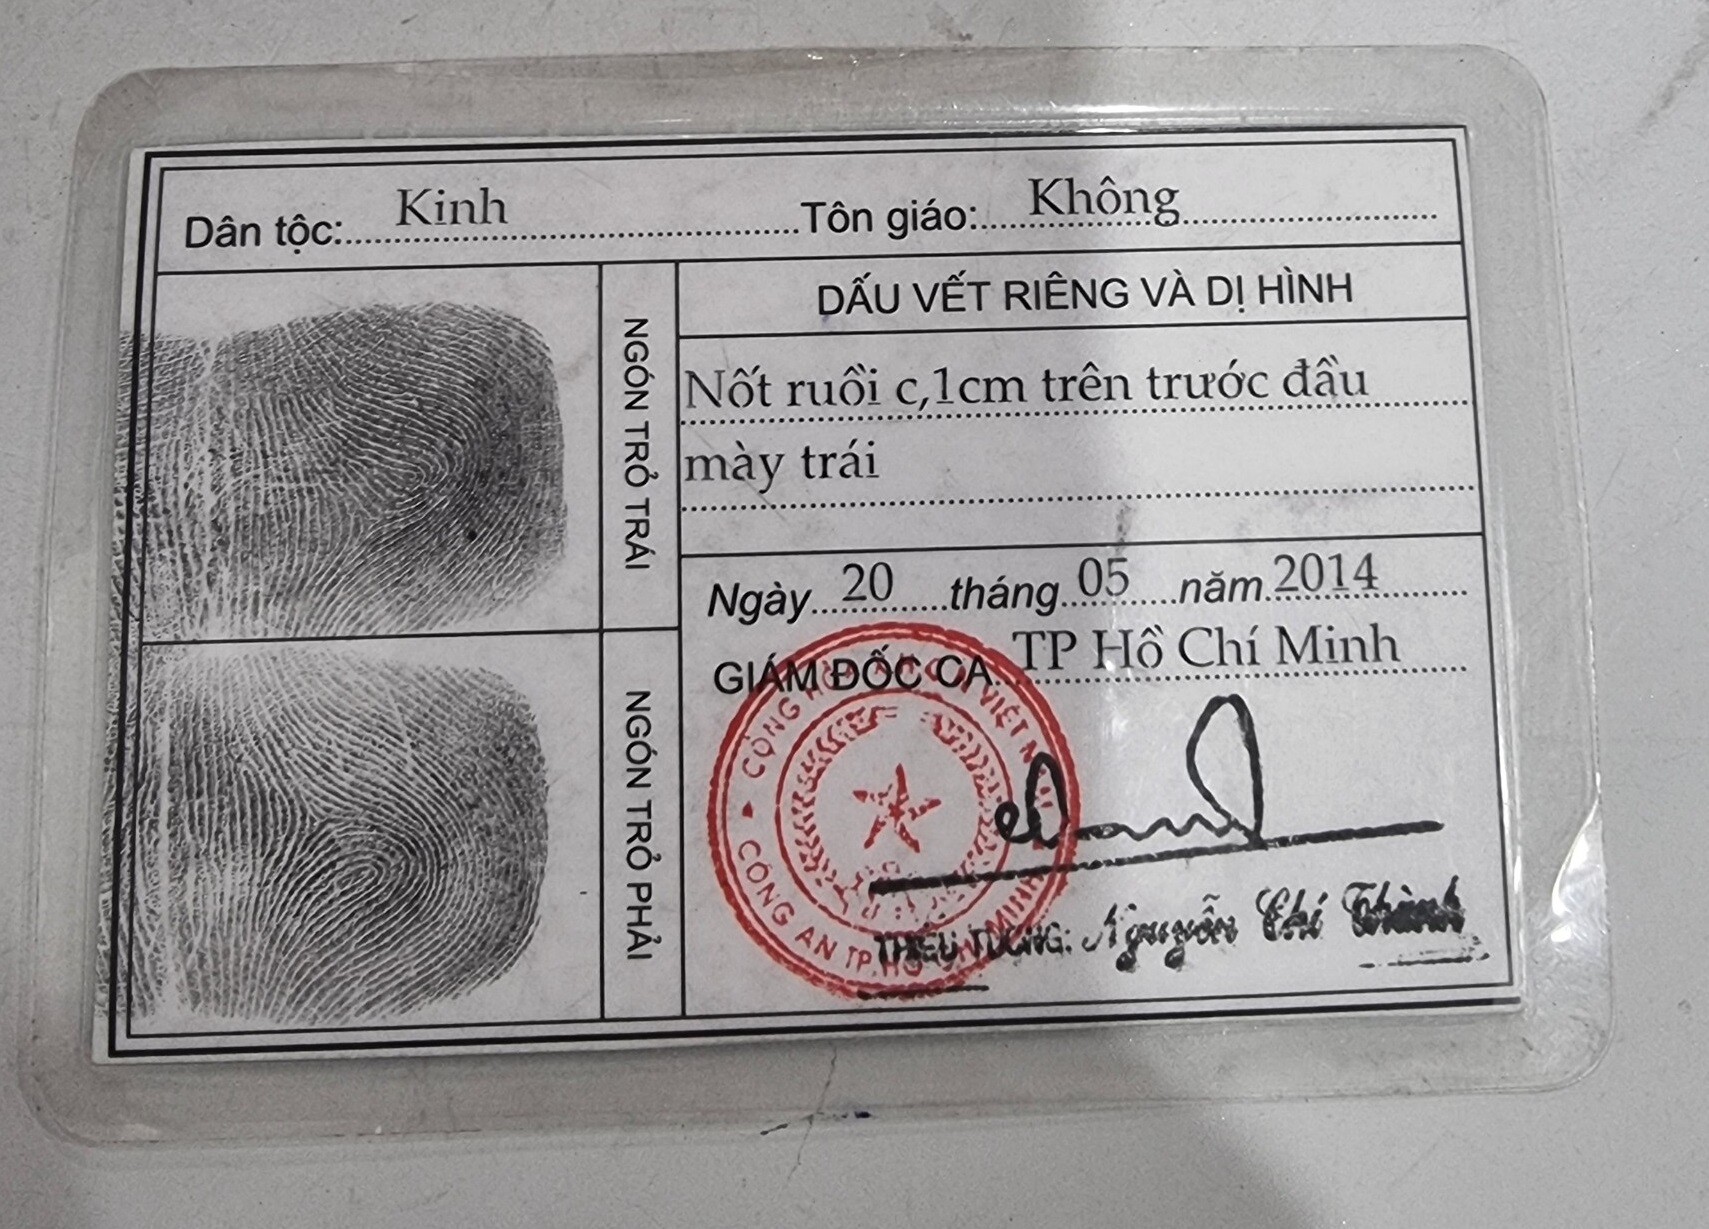 Dân tộc: Kinh Tôn giáo: Không
NGÓN TRỎ TRÁI
NGÓN TRỎ PHẢI
DẤU VẾT RIÊNG VÀ DỊ HÌNH
Nốt ruồi c,1cm trên trước đầu
mày trái
Ngày 20 tháng 05 năm 2014
GIÁM ĐỐC CA TP Hồ Chí Minh
CÔNG AN TP. HỒ MINH
THIẾU TƯỚNG: Nguyễn Chí Thành